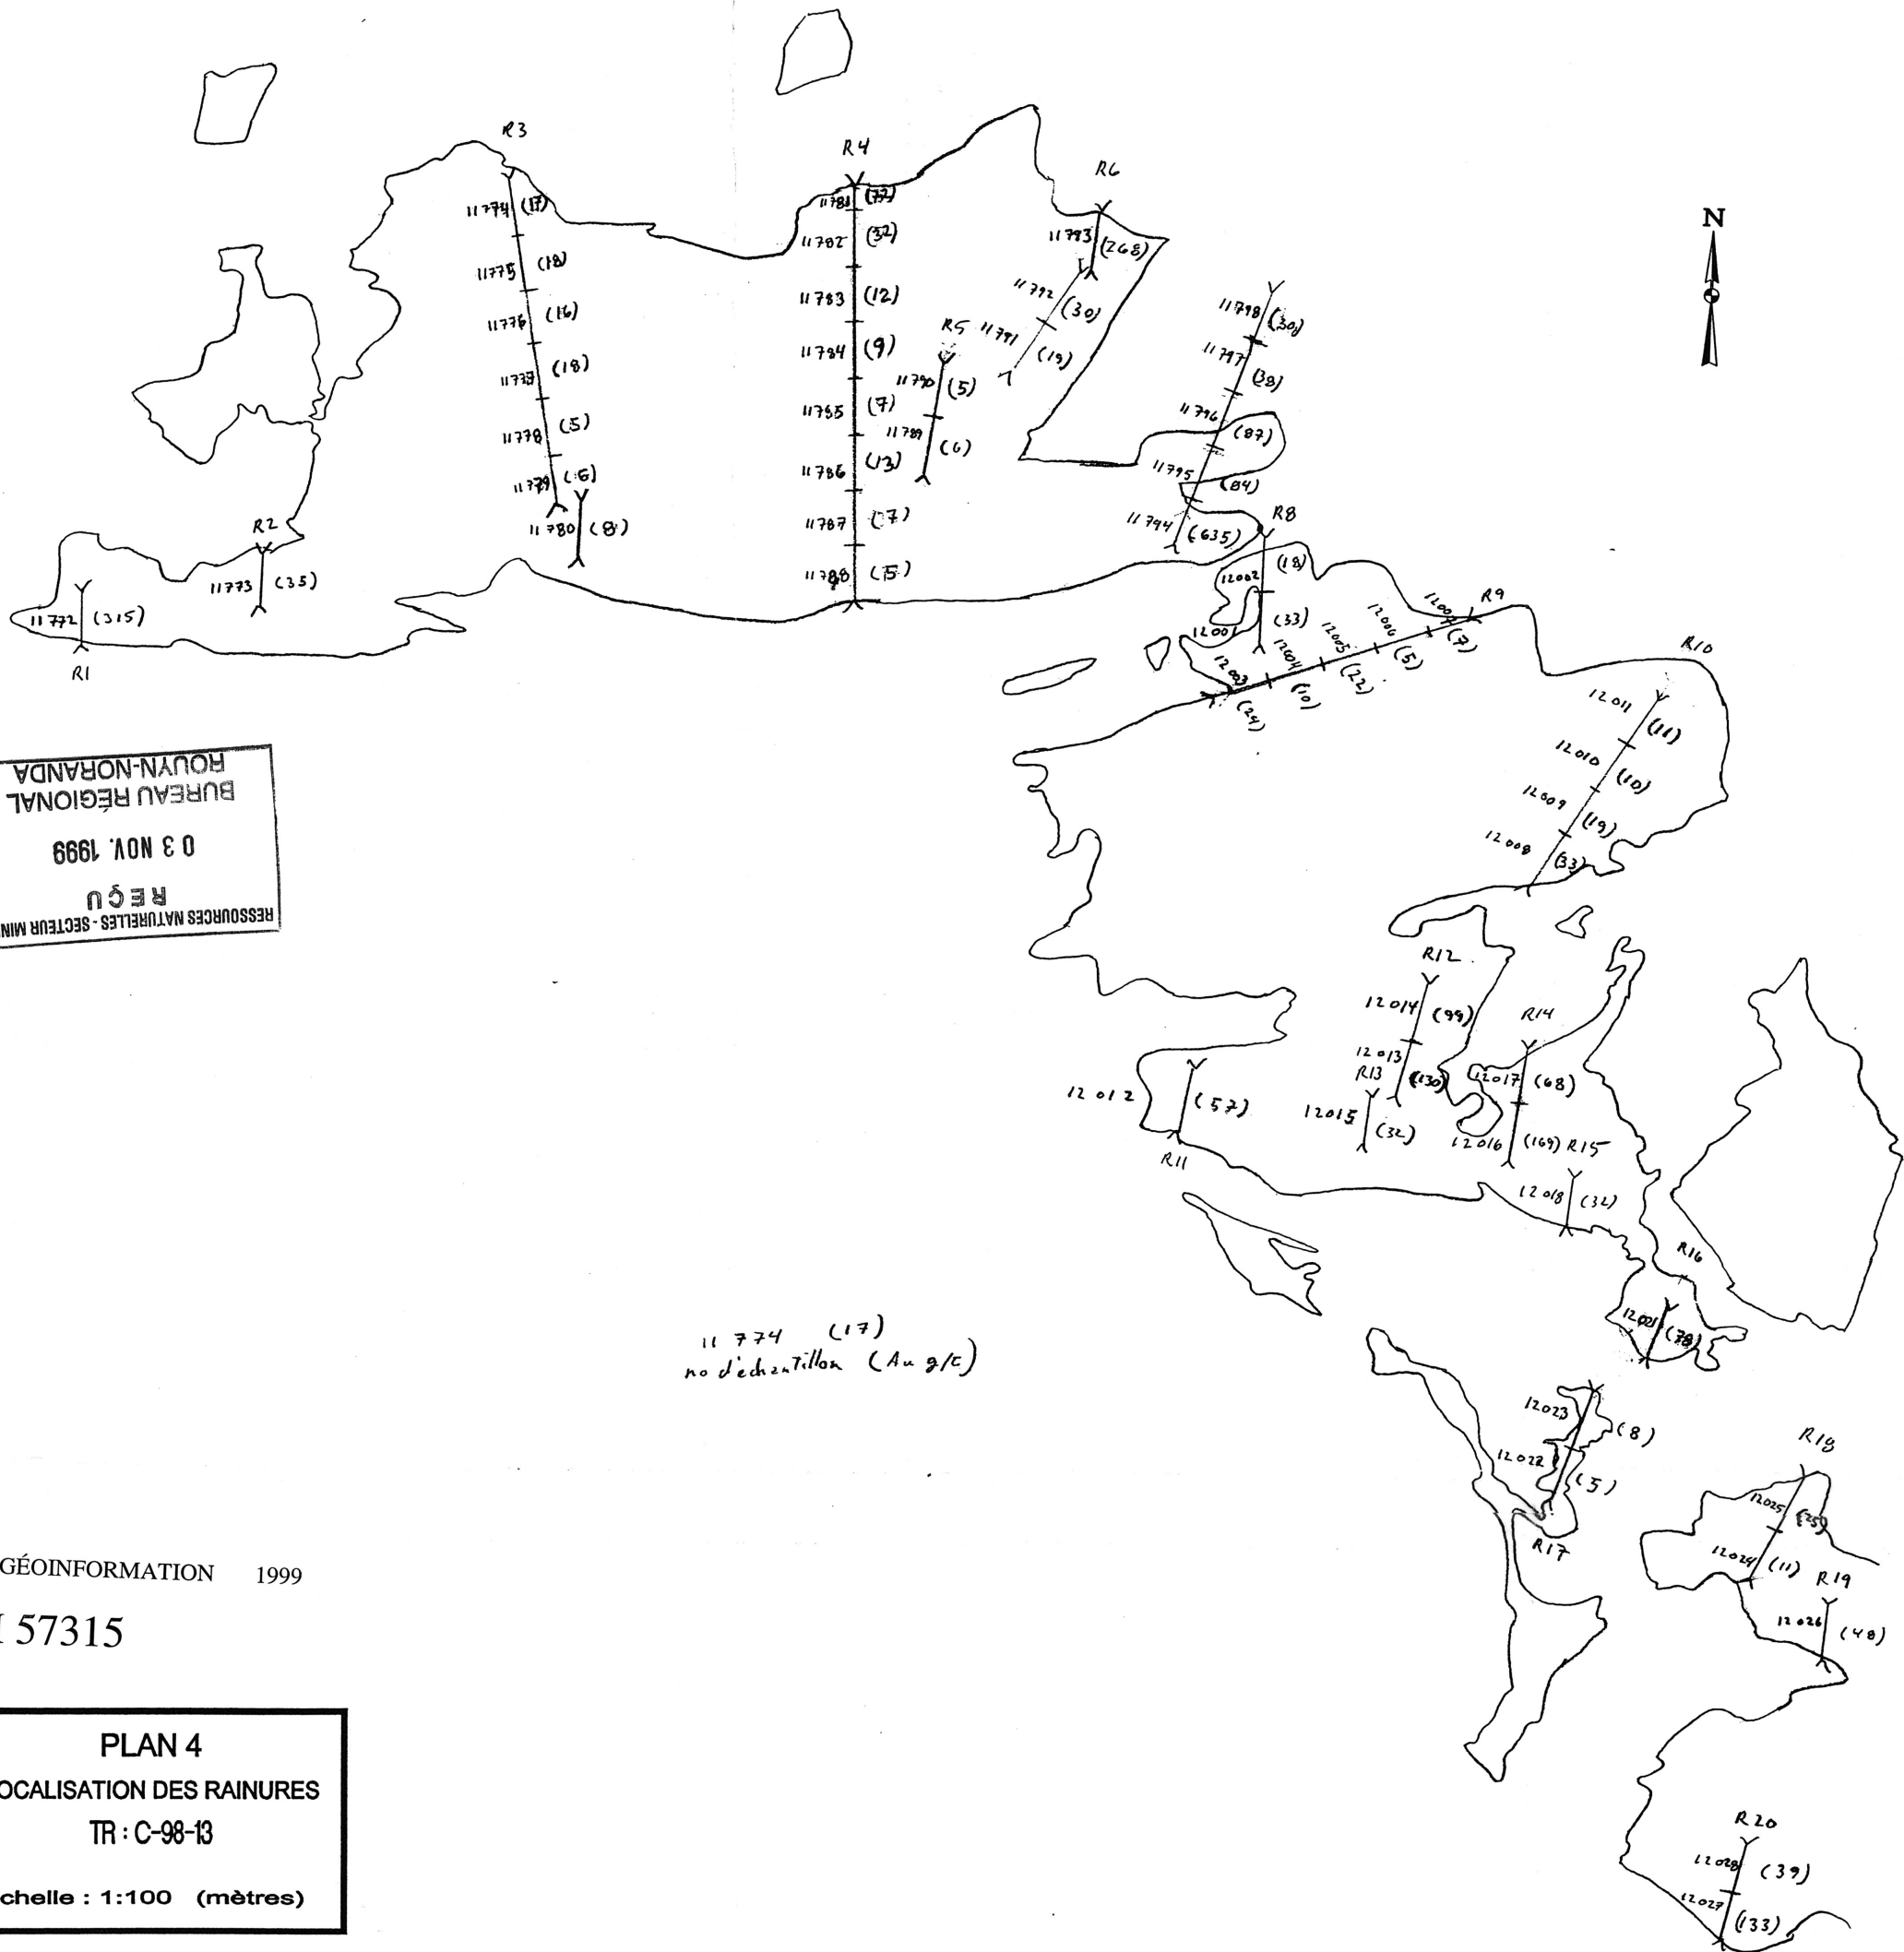 R3
11774 (17)
11775 (18)
11776 (16)
11777 (18)
11778 (5)
11779 (6)
11780 (8)
R4
11781
11782 (32)
11783 (12)
11784 (9)
11785 (7)
11786 (13)
11787 (7)
11788 (5)
R5
11790 (5)
11789 (6)
R6
11793 (268)
11792 (30)
11791 (19)
11798 (30)
11797 (38)
11796 (87)
11795 (84)
11794 (635)
N
R2
11773 (35)
11772 (315)
R1
R8
12002 (18)
12001 (33)
R9
12003 (24)
12004 (10)
12005 (22)
12006 (5)
12007 (7)
R10
12011 (11)
12010 (10)
12009 (19)
12008 (33)
RESSOURCES NATURELLES - SECTEUR MIN
REÇU
03 NOV. 1999
BUREAU RÉGIONAL
ROUYN-NORANDA
R12
12014 (99)
12013 (130)
R13
12015 (32)
R14
12017 (68)
12016 (169)
R15
12018 (32)
12012 (57)
R11
R16
(78)
11774 (17)
no d'échantillon (Au g/t)
12023 (8)
12022 (5)
R17
R18
12025 (25)
12024 (11)
R19
12026 (48)
R20
12028 (39)
12027 (133)
GÉOINFORMATION 1999
57315
PLAN 4
OCALISATION DES RAINURES
TR : C-98-13
chelle : 1:100 (mètres)